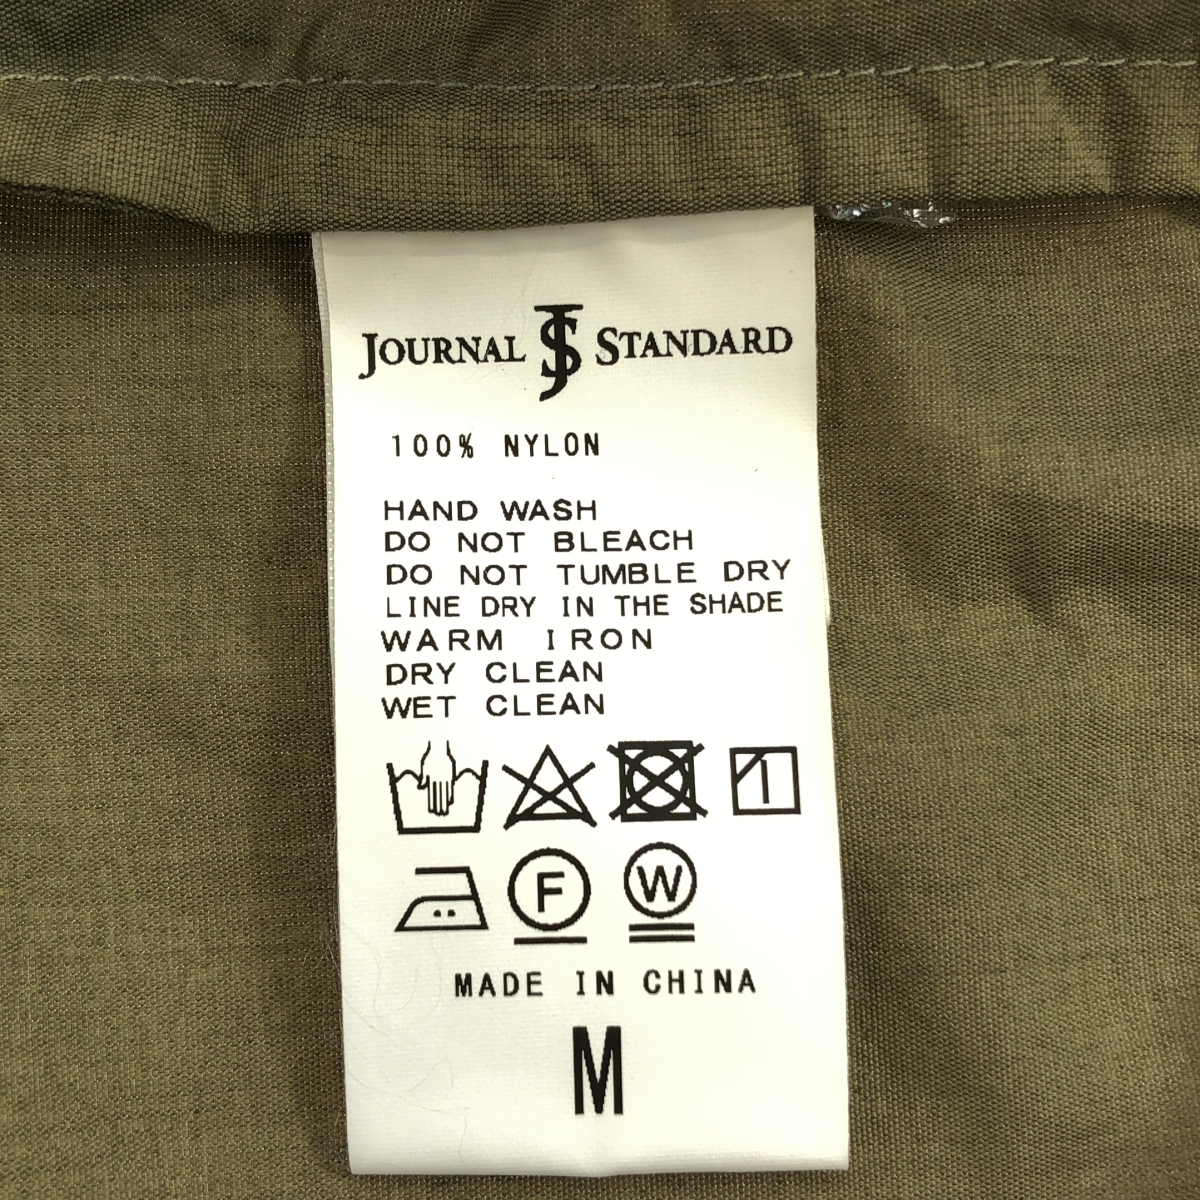 JOURNAL JS STANDARD
100% NYLON
HAND WASH
DO NOT BLEACH
DO NOT TUMBLE DRY
LINE DRY IN THE SHADE
WARM IRON
DRY CLEAN
WET CLEAN
F W
MADE IN CHINA
M